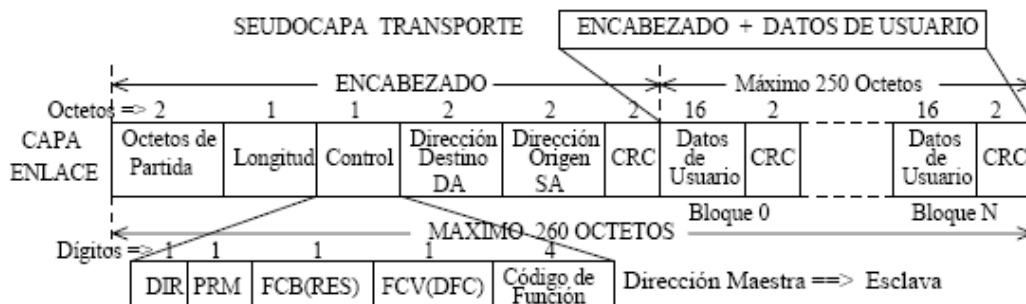 SEUDOCAPA TRANSPORTE
ENCABEZADO + DATOS DE USUARIO
ENCABEZADO
Máximo 250 Octetos
Octetos => 2 1 1 2 2 2 16 2 16 2
CAPA ENLACE
Octetos de Partida
Longitud
Control
Dirección Destino DA
Dirección Origen SA
CRC
Datos de Usuario
CRC
Datos de Usuario
CRC
Bloque 0
Bloque N
MAXIMO 260 OCTETOS
Dígitos => 1 1 1 1 4
DIR
PRM
FCB(RES)
FCV(DFC)
Código de Función
Dirección Maestra ==> Esclava